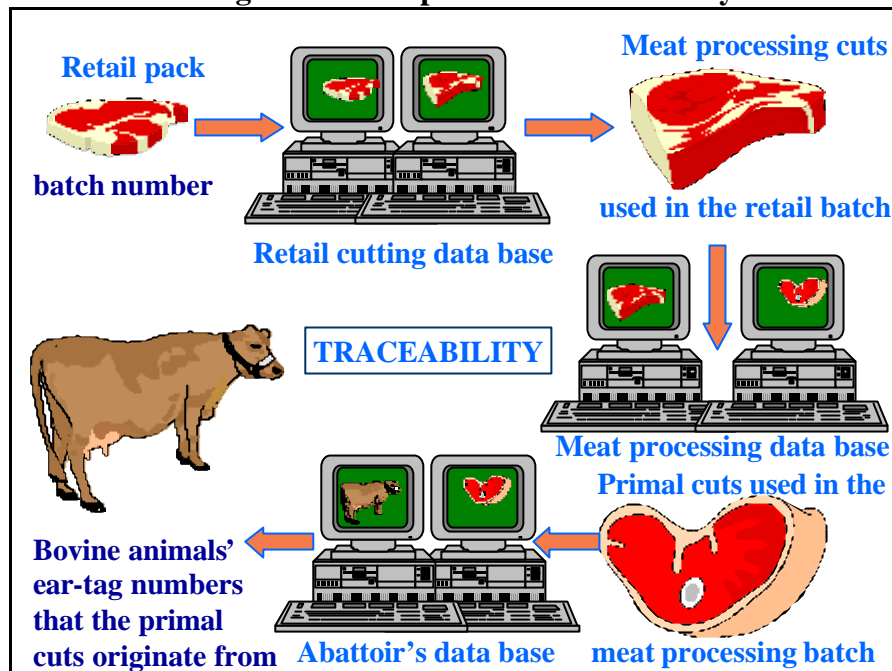 Retail pack
batch number
Retail cutting data base
Meat processing cuts
used in the retail batch
TRACEABILITY
Meat processing data base
Primal cuts used in the
meat processing batch
Abattoir's data base
Bovine animals'
ear-tag numbers
that the primal
cuts originate from